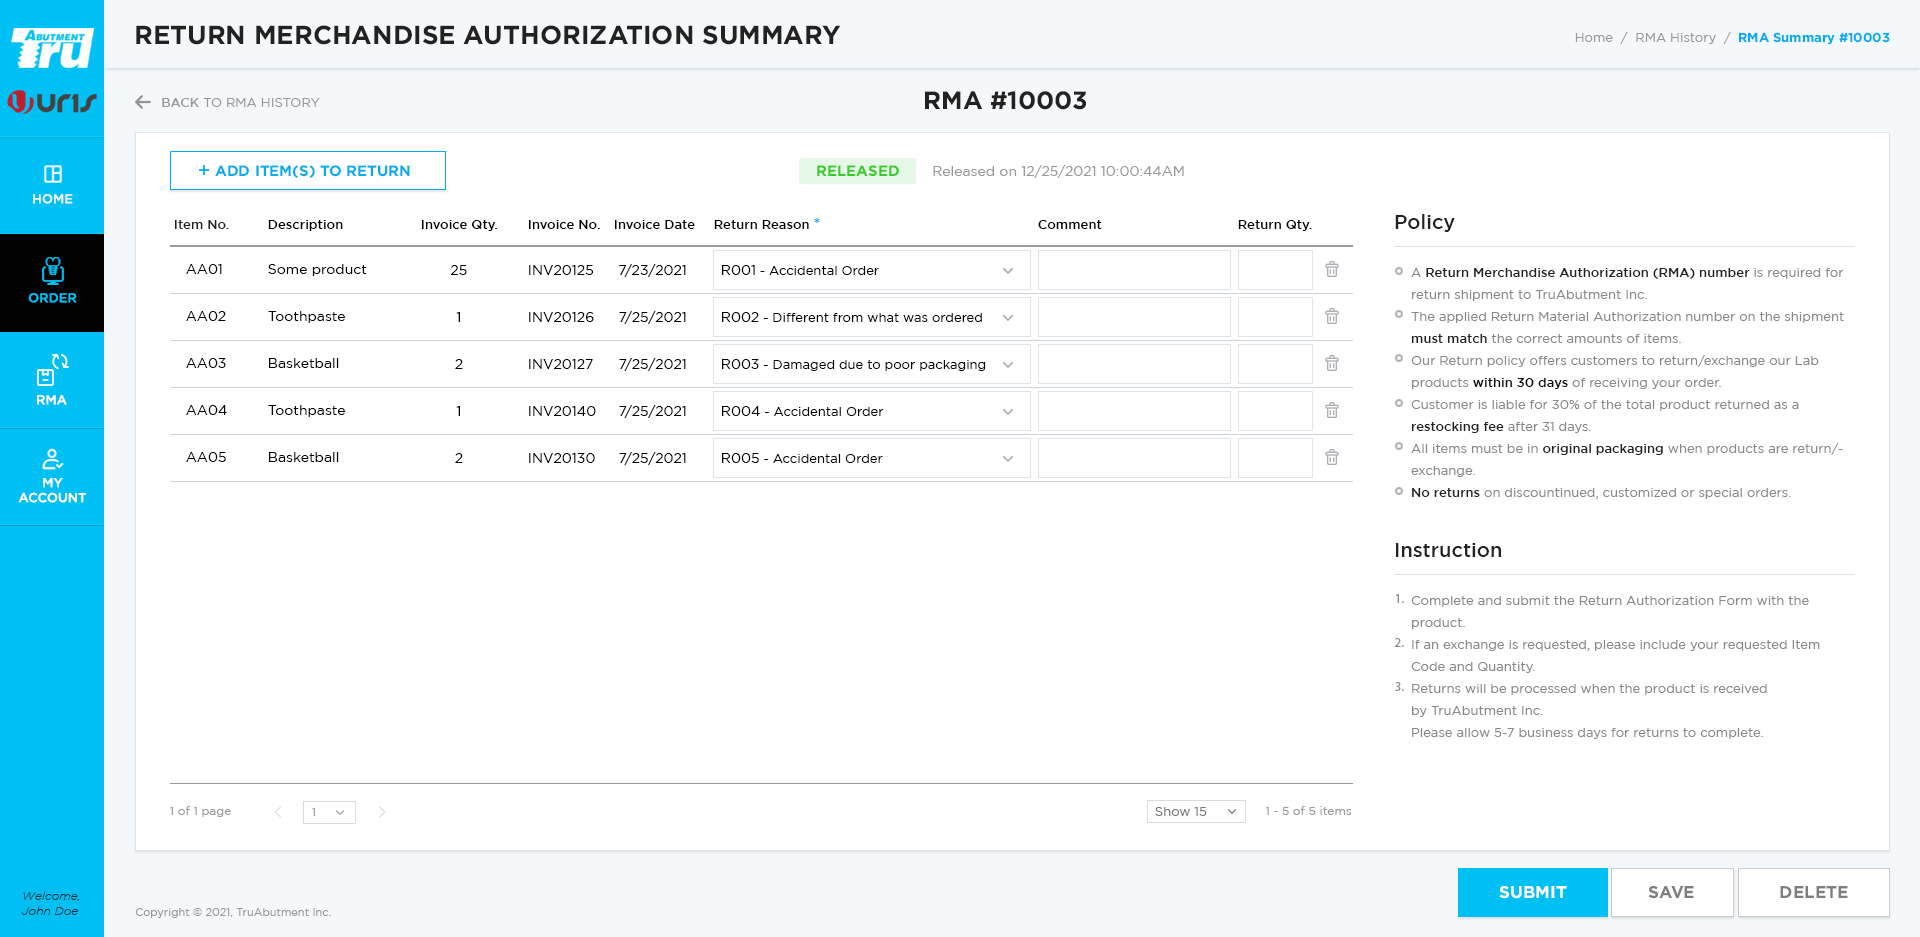 ABUTMENT
Tru
uris
HOME
ORDER
RMA
MY
ACCOUNT
Welcome,
John Doe
RETURN MERCHANDISE AUTHORIZATION SUMMARY
Home / RMA History / RMA Summary #10003
BACK TO RMA HISTORY
RMA #10003
+ ADD ITEM(S) TO RETURN
RELEASED Released on 12/25/2021 10:00:44AM
Item No. Description Invoice Qty. Invoice No. Invoice Date Return Reason * Comment Return Qty.
AA01 Some product 25 INV20125 7/23/2021 R001 - Accidental Order
AA02 Toothpaste 1 INV20126 7/25/2021 R002 - Different from what was ordered
AA03 Basketball 2 INV20127 7/25/2021 R003 - Damaged due to poor packaging
AA04 Toothpaste 1 INV20140 7/25/2021 R004 - Accidental Order
AA05 Basketball 2 INV20130 7/25/2021 R005 - Accidental Order
1 of 1 page 1 Show 15 1 - 5 of 5 items
Policy
A Return Merchandise Authorization (RMA) number is required for
return shipment to TruAbutment Inc.
The applied Return Material Authorization number on the shipment
must match the correct amounts of items.
Our Return policy offers customers to return/exchange our Lab
products within 30 days of receiving your order.
Customer is liable for 30% of the total product returned as a
restocking fee after 31 days.
All items must be in original packaging when products are return/-
exchange.
No returns on discountinued, customized or special orders.
Instruction
1. Complete and submit the Return Authorization Form with the
product.
2. If an exchange is requested, please include your requested Item
Code and Quantity.
3. Returns will be processed when the product is received
by TruAbutment Inc.
Please allow 5-7 business days for returns to complete.
SUBMIT SAVE DELETE
Copyright © 2021, TruAbutment Inc.